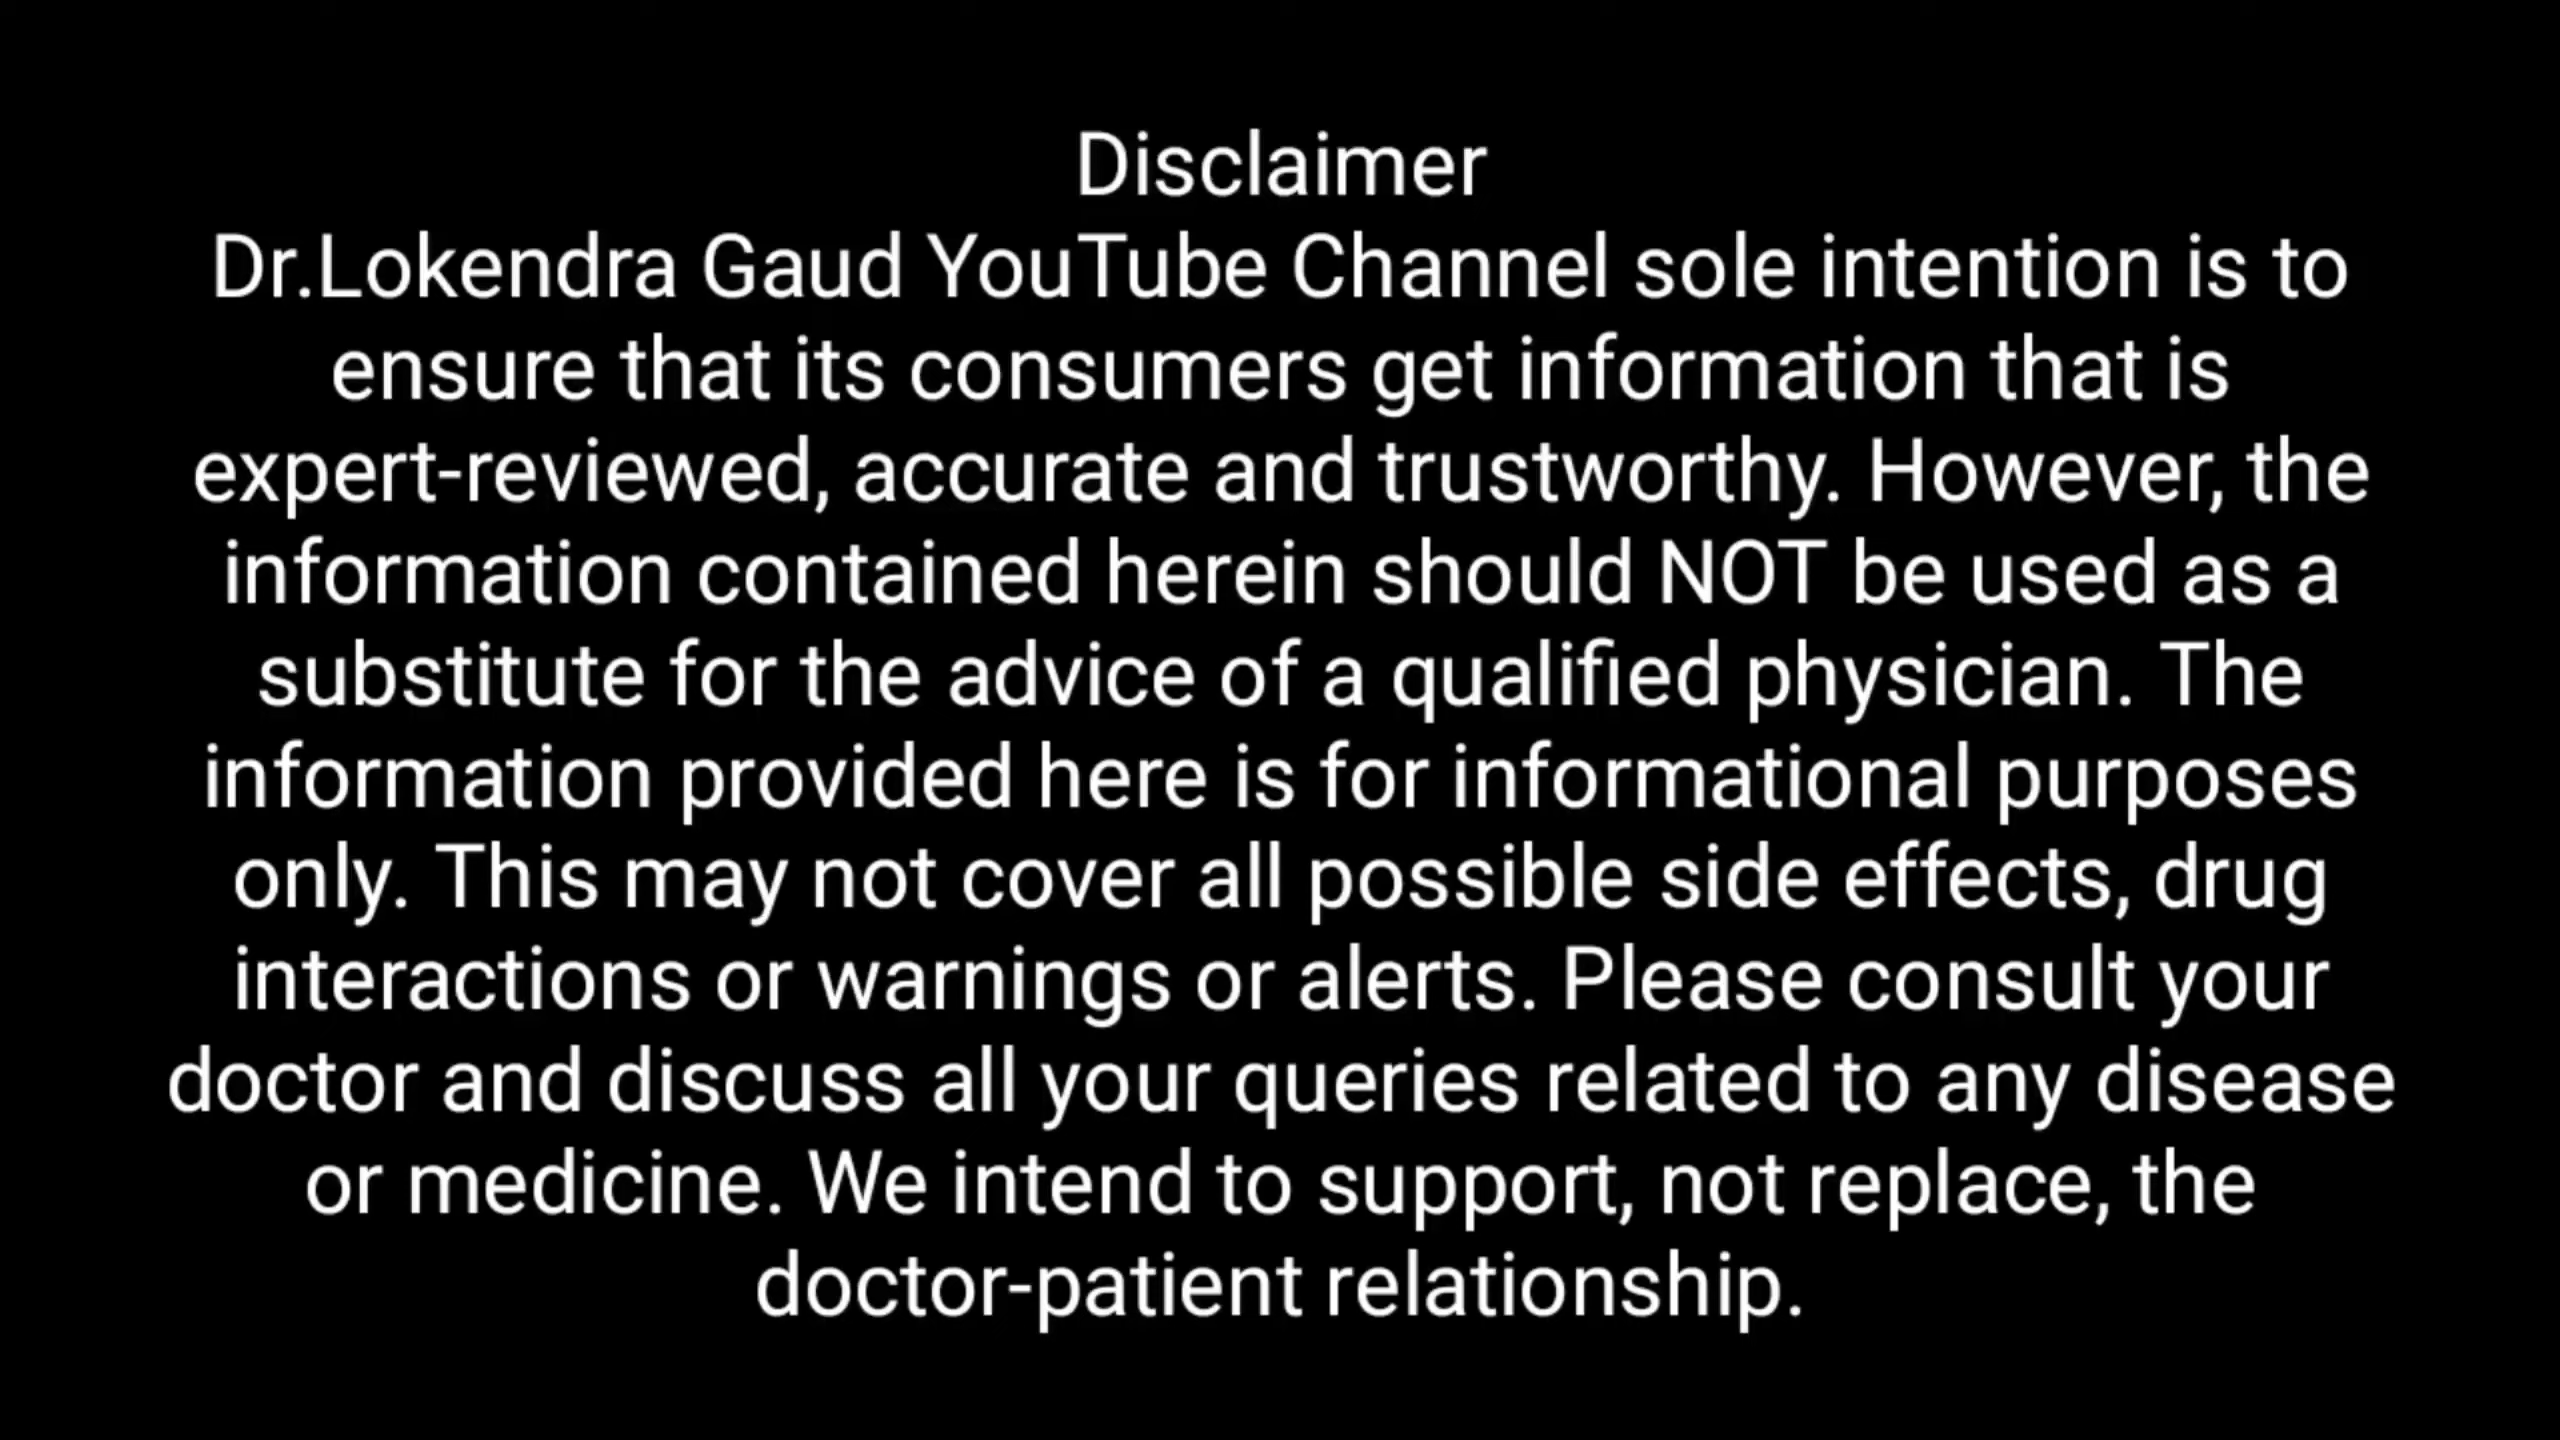 Disclaimer
Dr.Lokendra Gaud YouTube Channel sole intention is to
ensure that its consumers get information that is
expert-reviewed, accurate and trustworthy. However, the
information contained herein should NOT be used as a
substitute for the advice of a qualified physician. The
information provided here is for informational purposes
only. This may not cover all possible side effects, drug
interactions or warnings or alerts. Please consult your
doctor and discuss all your queries related to any disease
or medicine. We intend to support, not replace, the
doctor-patient relationship.